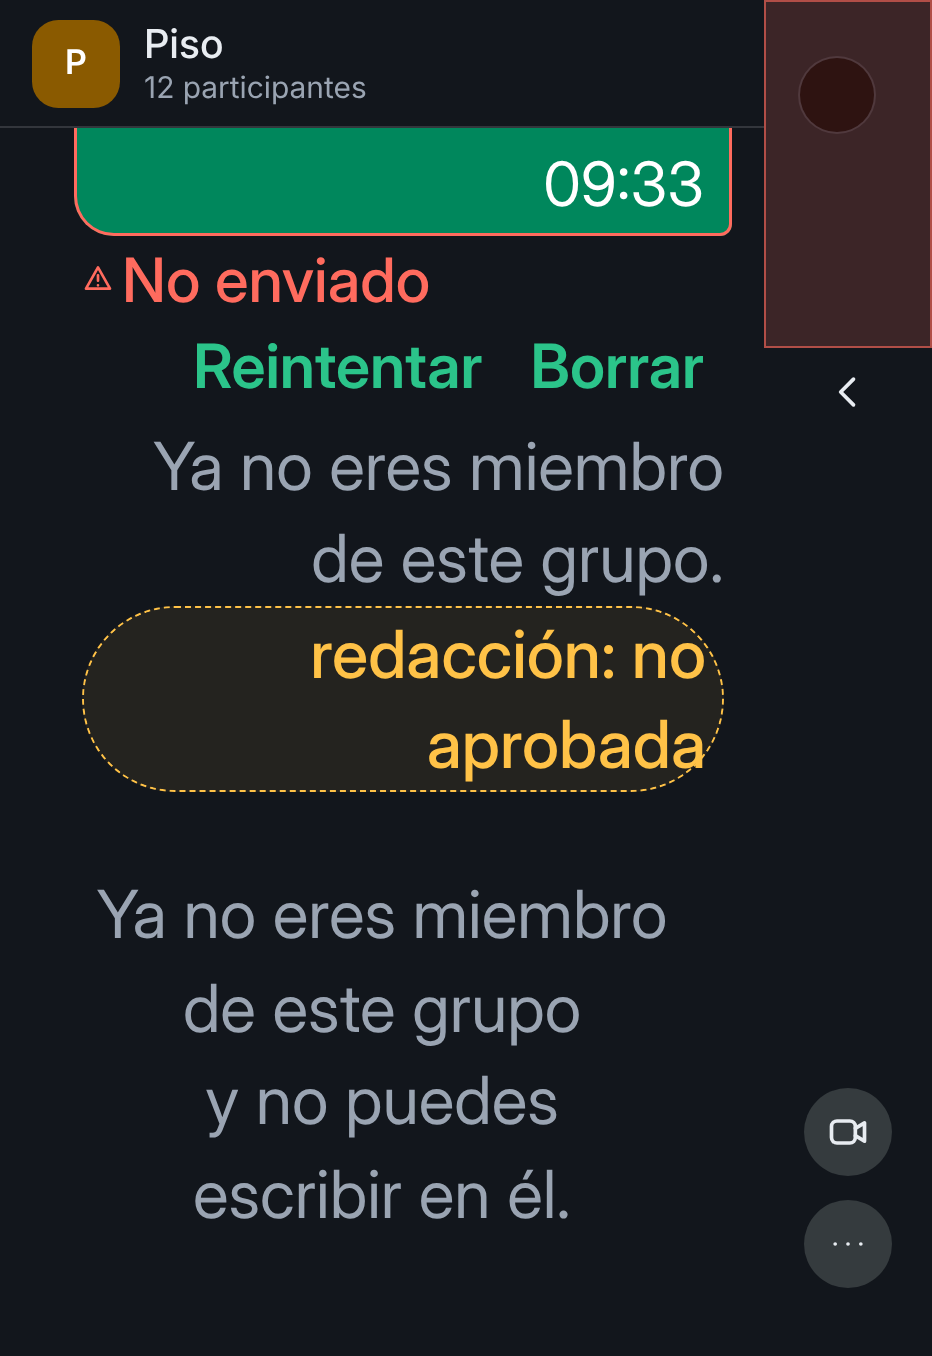 P
Piso
12 participantes
09:33
No enviado
Reintentar Borrar
Ya no eres miembro
de este grupo.
redacción: no
aprobada
Ya no eres miembro
de este grupo
y no puedes
escribir en él.